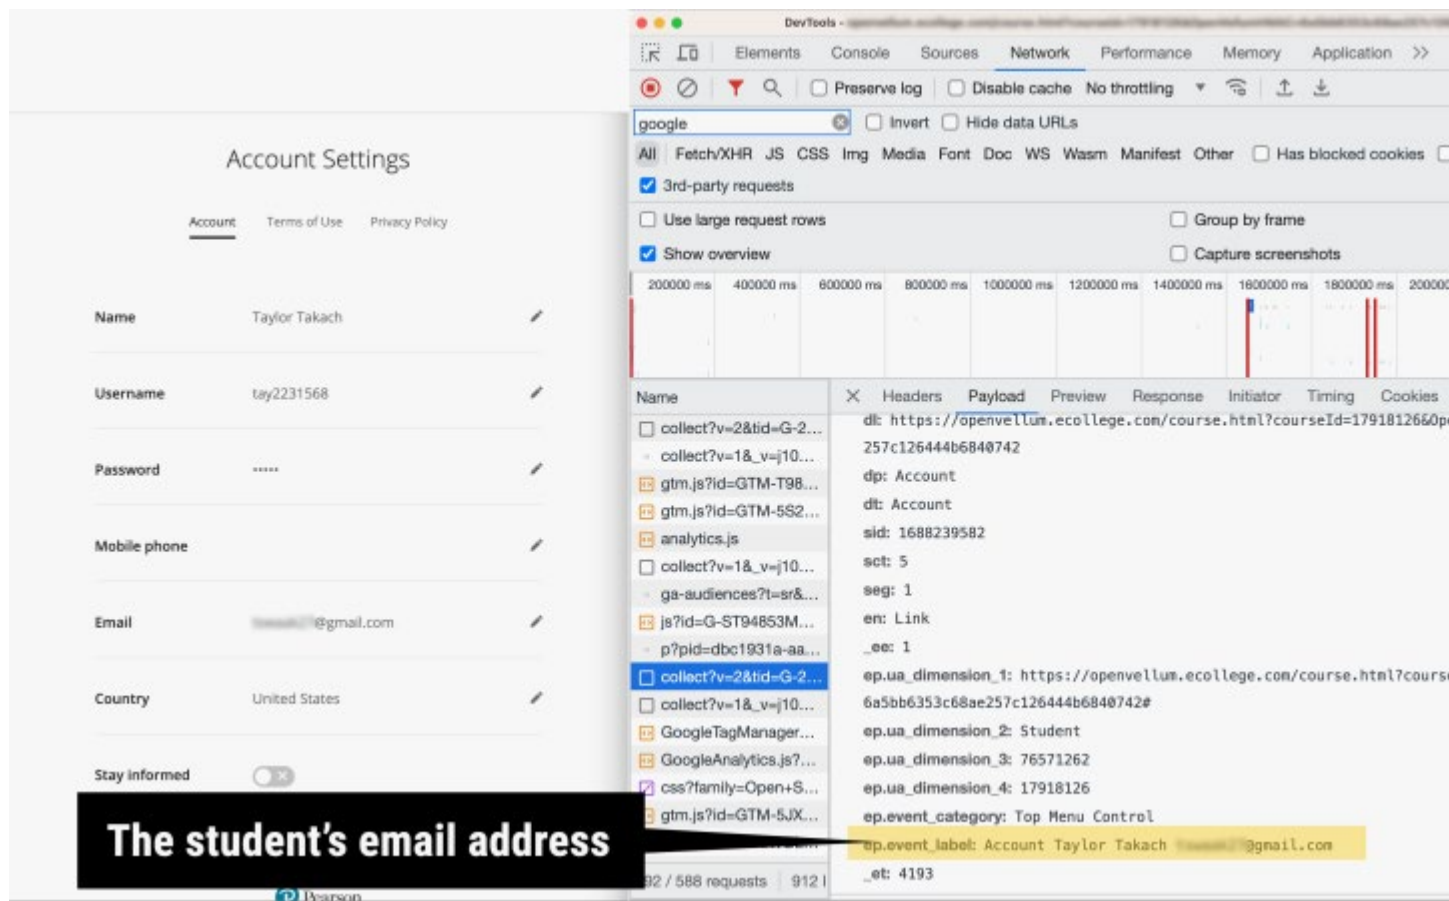 DevTools -
Elements Console Sources Network Performance Memory Application >>
Preserve log Disable cache No throttling
google Invert Hide data URLs
All Fetch/XHR JS CSS Img Media Font Doc WS Wasm Manifest Other Has blocked cookies
3rd-party requests
Use large request rows Group by frame
Show overview Capture screenshots
200000 ms 400000 ms 600000 ms 800000 ms 1000000 ms 1200000 ms 1400000 ms 1600000 ms 1800000 ms 200000
Account Settings
Account Terms of Use Privacy Policy
Name Taylor Takach
Username tay2231568
Password •••••
Mobile phone
Email @gmail.com
Country United States
Stay informed
The student's email address
Pearson
Name
collect?v=2&tid=G-2...
collect?v=1&_v=j10...
gtm.js?id=GTM-T98...
gtm.js?id=GTM-5S2...
analytics.js
collect?v=1&_v=j10...
ga-audiences?t=sr&...
js?id=G-ST94853M...
p?pid=dbc1931a-aa...
collect?v=2&tid=G-2...
collect?v=1&_v=j10...
GoogleTagManager...
GoogleAnalytics.js?...
css?family=Open+S...
gtm.js?id=GTM-5JX...
92 / 588 requests 912
Headers Payload Preview Response Initiator Timing Cookies
dl: https://openvellum.ecollege.com/course.html?courseId=17918126&Op
257c126444b6840742
dp: Account
dt: Account
sid: 1688239582
sct: 5
seg: 1
en: Link
_ee: 1
ep.ua_dimension_1: https://openvellum.ecollege.com/course.html?course
6a5bb6353c68ae257c126444b6840742#
ep.ua_dimension_2: Student
ep.ua_dimension_3: 76571262
ep.ua_dimension_4: 17918126
ep.event_category: Top Menu Control
ep.event_label: Account Taylor Takach @gmail.com
_et: 4193